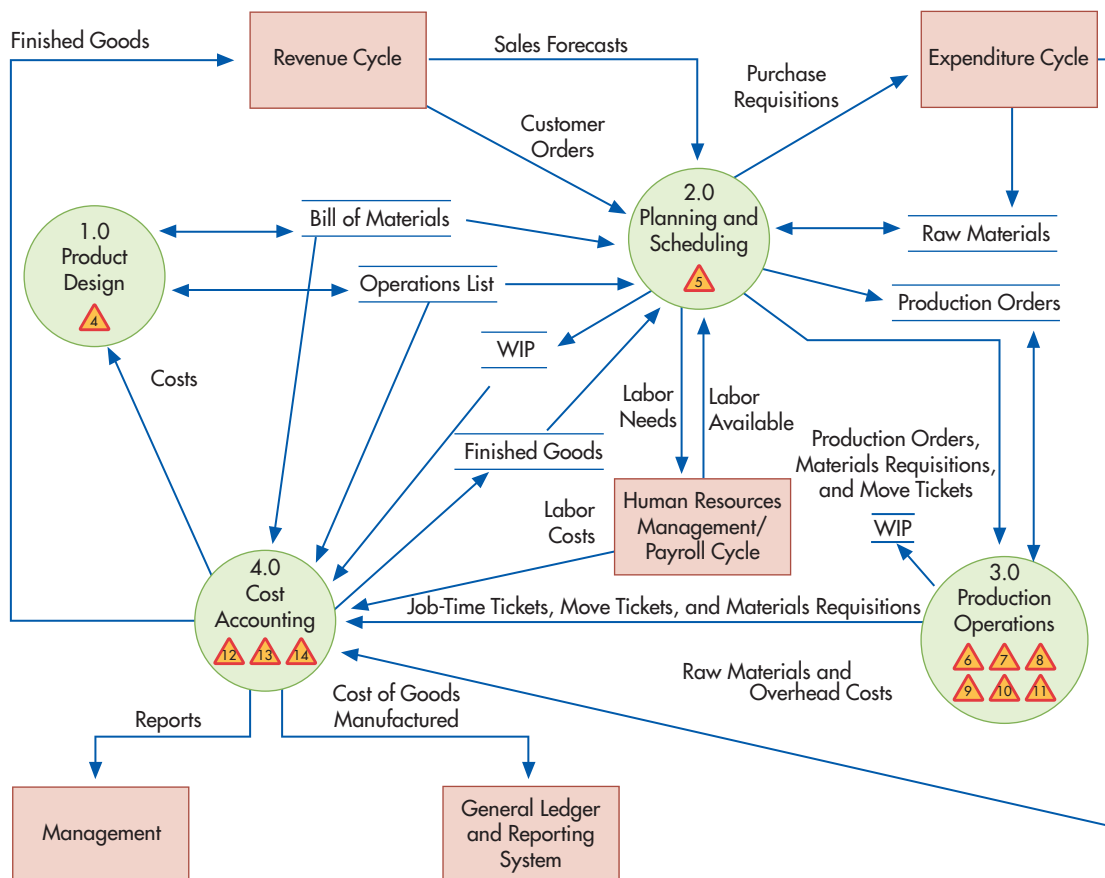 Finished Goods
Revenue Cycle
Sales Forecasts
Expenditure Cycle
Purchase
Requisitions
Customer
Orders
1.0
Product
Design
4
Bill of Materials
Operations List
2.0
Planning and
Scheduling
5
Raw Materials
Production Orders
WIP
Costs
Labor
Needs
Labor
Available
Finished Goods
Production Orders,
Materials Requisitions,
and Move Tickets
WIP
Human Resources
Management/
Payroll Cycle
Labor
Costs
4.0
Cost
Accounting
12 13 14
Job-Time Tickets, Move Tickets, and Materials Requisitions
3.0
Production
Operations
6 7 8
9 10 11
Raw Materials and
Overhead Costs
Reports
Cost of Goods
Manufactured
Management
General Ledger
and Reporting
System